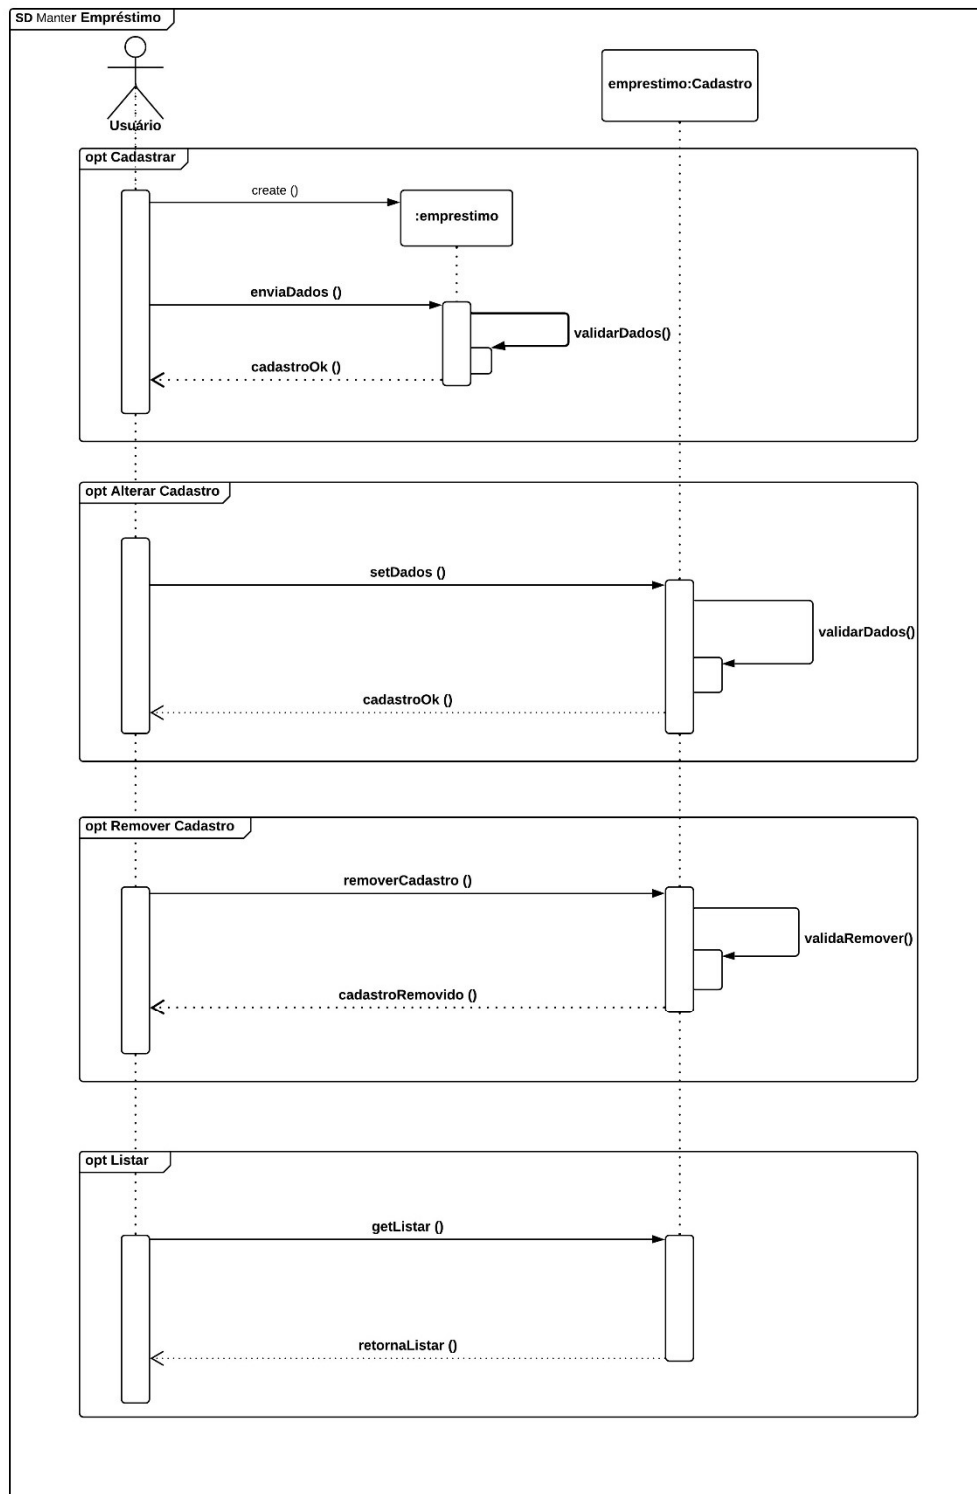 SD Manter Empréstimo
Usuário
emprestimo:Cadastro
opt Cadastrar
create ()
:emprestimo
enviaDados ()
validarDados()
cadastroOk ()
opt Alterar Cadastro
setDados ()
validarDados()
cadastroOk ()
opt Remover Cadastro
removerCadastro ()
validaRemover()
cadastroRemovido ()
opt Listar
getListar ()
retornaListar ()